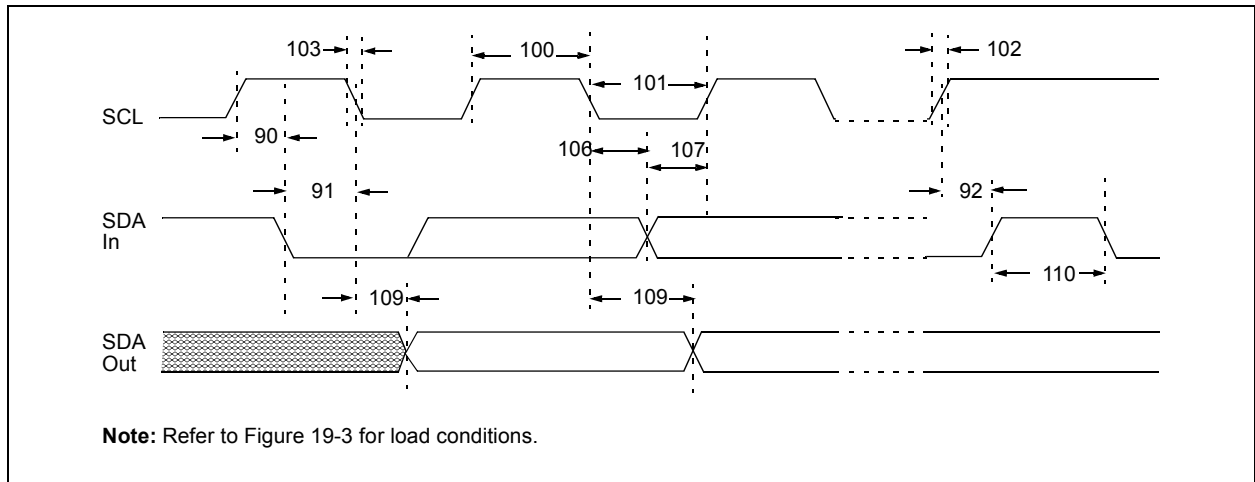 103
100
102
101
SCL
90
106
107
91
92
SDA
In
109
109
110
SDA
Out
Note: Refer to Figure 19-3 for load conditions.